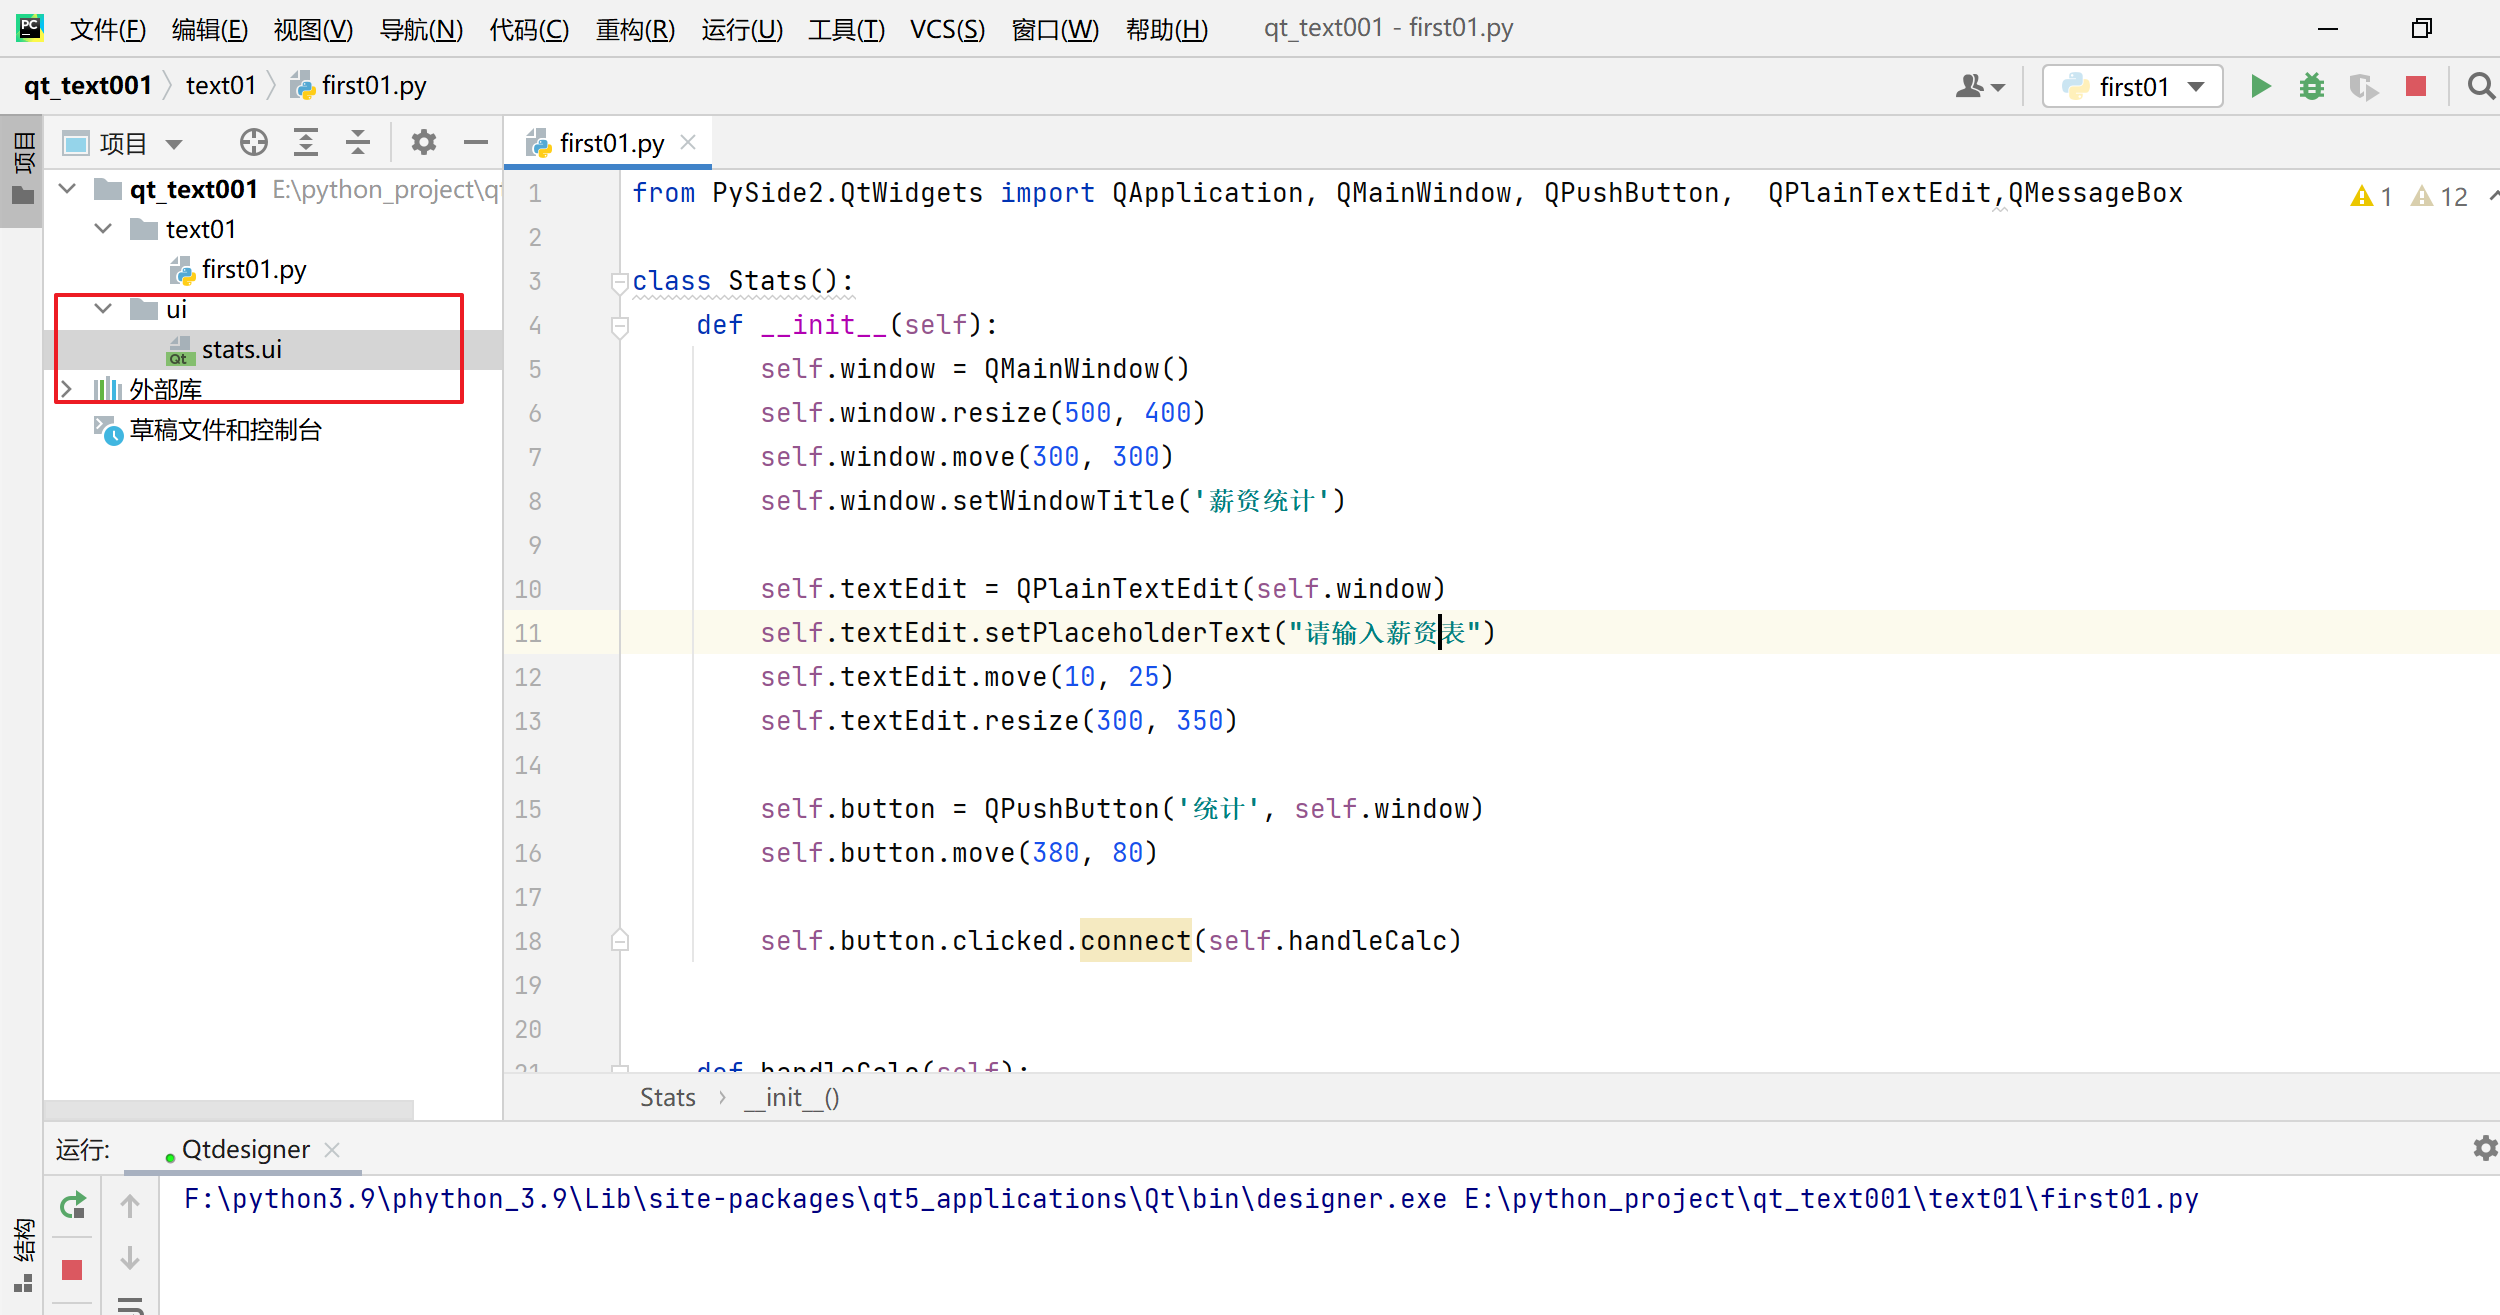 文件(F) 编辑(E) 视图(V) 导航(N) 代码(C) 重构(R) 运行(U) 工具(T) VCS(S) 窗口(W) 帮助(H) qt_text001 - first01.py
qt_text001 text01 first01.py first01
项目
项目
first01.py
qt_text001 E:\python_project\q
text01
first01.py
ui
stats.ui
外部库
草稿文件和控制台
1 from PySide2.QtWidgets import QApplication, QMainWindow, QPushButton,  QPlainTextEdit,QMessageBox
1 12
2
3 class Stats():
4     def __init__(self):
5         self.window = QMainWindow()
6         self.window.resize(500, 400)
7         self.window.move(300, 300)
8         self.window.setWindowTitle('薪资统计')
9
10         self.textEdit = QPlainTextEdit(self.window)
11         self.textEdit.setPlaceholderText("请输入薪资表")
12         self.textEdit.move(10, 25)
13         self.textEdit.resize(300, 350)
14
15         self.button = QPushButton('统计', self.window)
16         self.button.move(380, 80)
17
18         self.button.clicked.connect(self.handleCalc)
19
20
21     def handleCalc(self):
Stats › __init__()
运行: Qtdesigner
F:\python3.9\phython_3.9\Lib\site-packages\qt5_applications\Qt\bin\designer.exe E:\python_project\qt_text001\text01\first01.py
结构